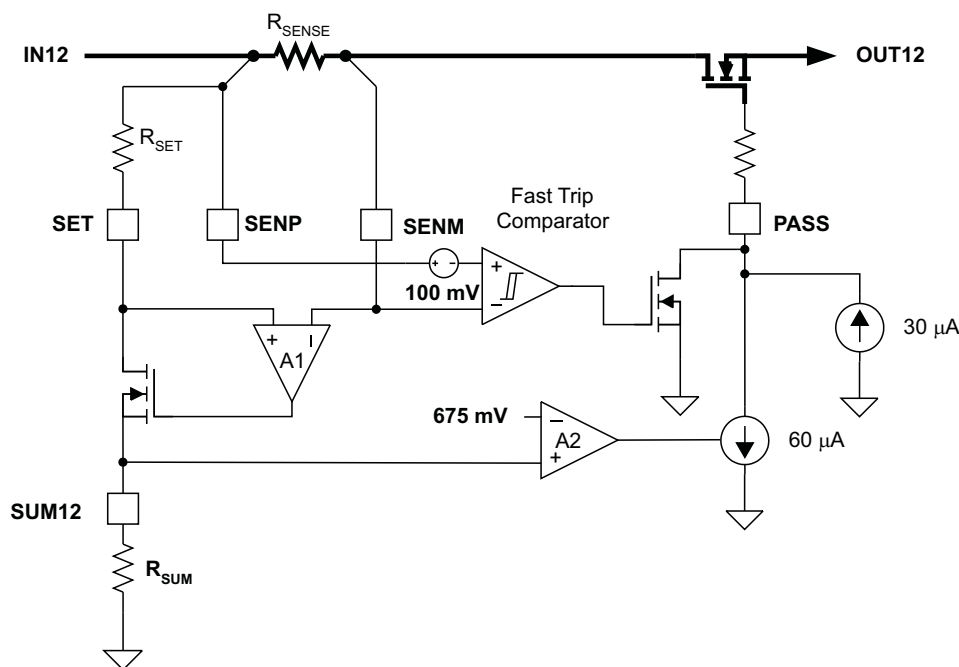 R_SENSE
IN12
OUT12
R_SET
Fast Trip
Comparator
SET
SENP
SENM
PASS
+ -
+
100 mV
−
30 μA
+ −
A1
675 mV
−
A2
60 μA
+
SUM12
R_SUM